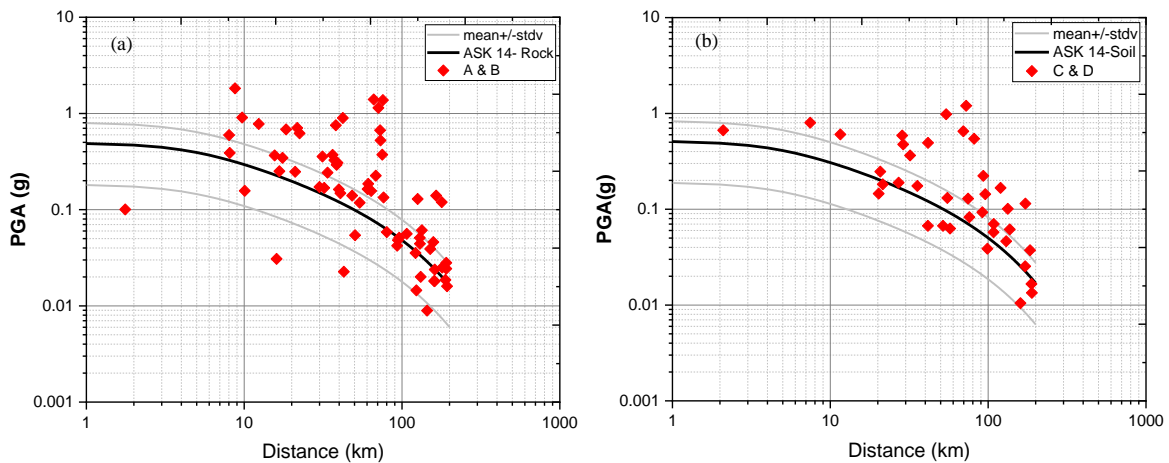 (a)
mean+/-stdv
ASK 14- Rock
A & B
PGA (g)
10
1
0.1
0.01
0.001
1
10
100
1000
Distance (km)
(b)
mean+/-stdv
ASK 14-Soil
C & D
PGA(g)
10
1
0.1
0.01
0.001
1
10
100
1000
Distance (km)